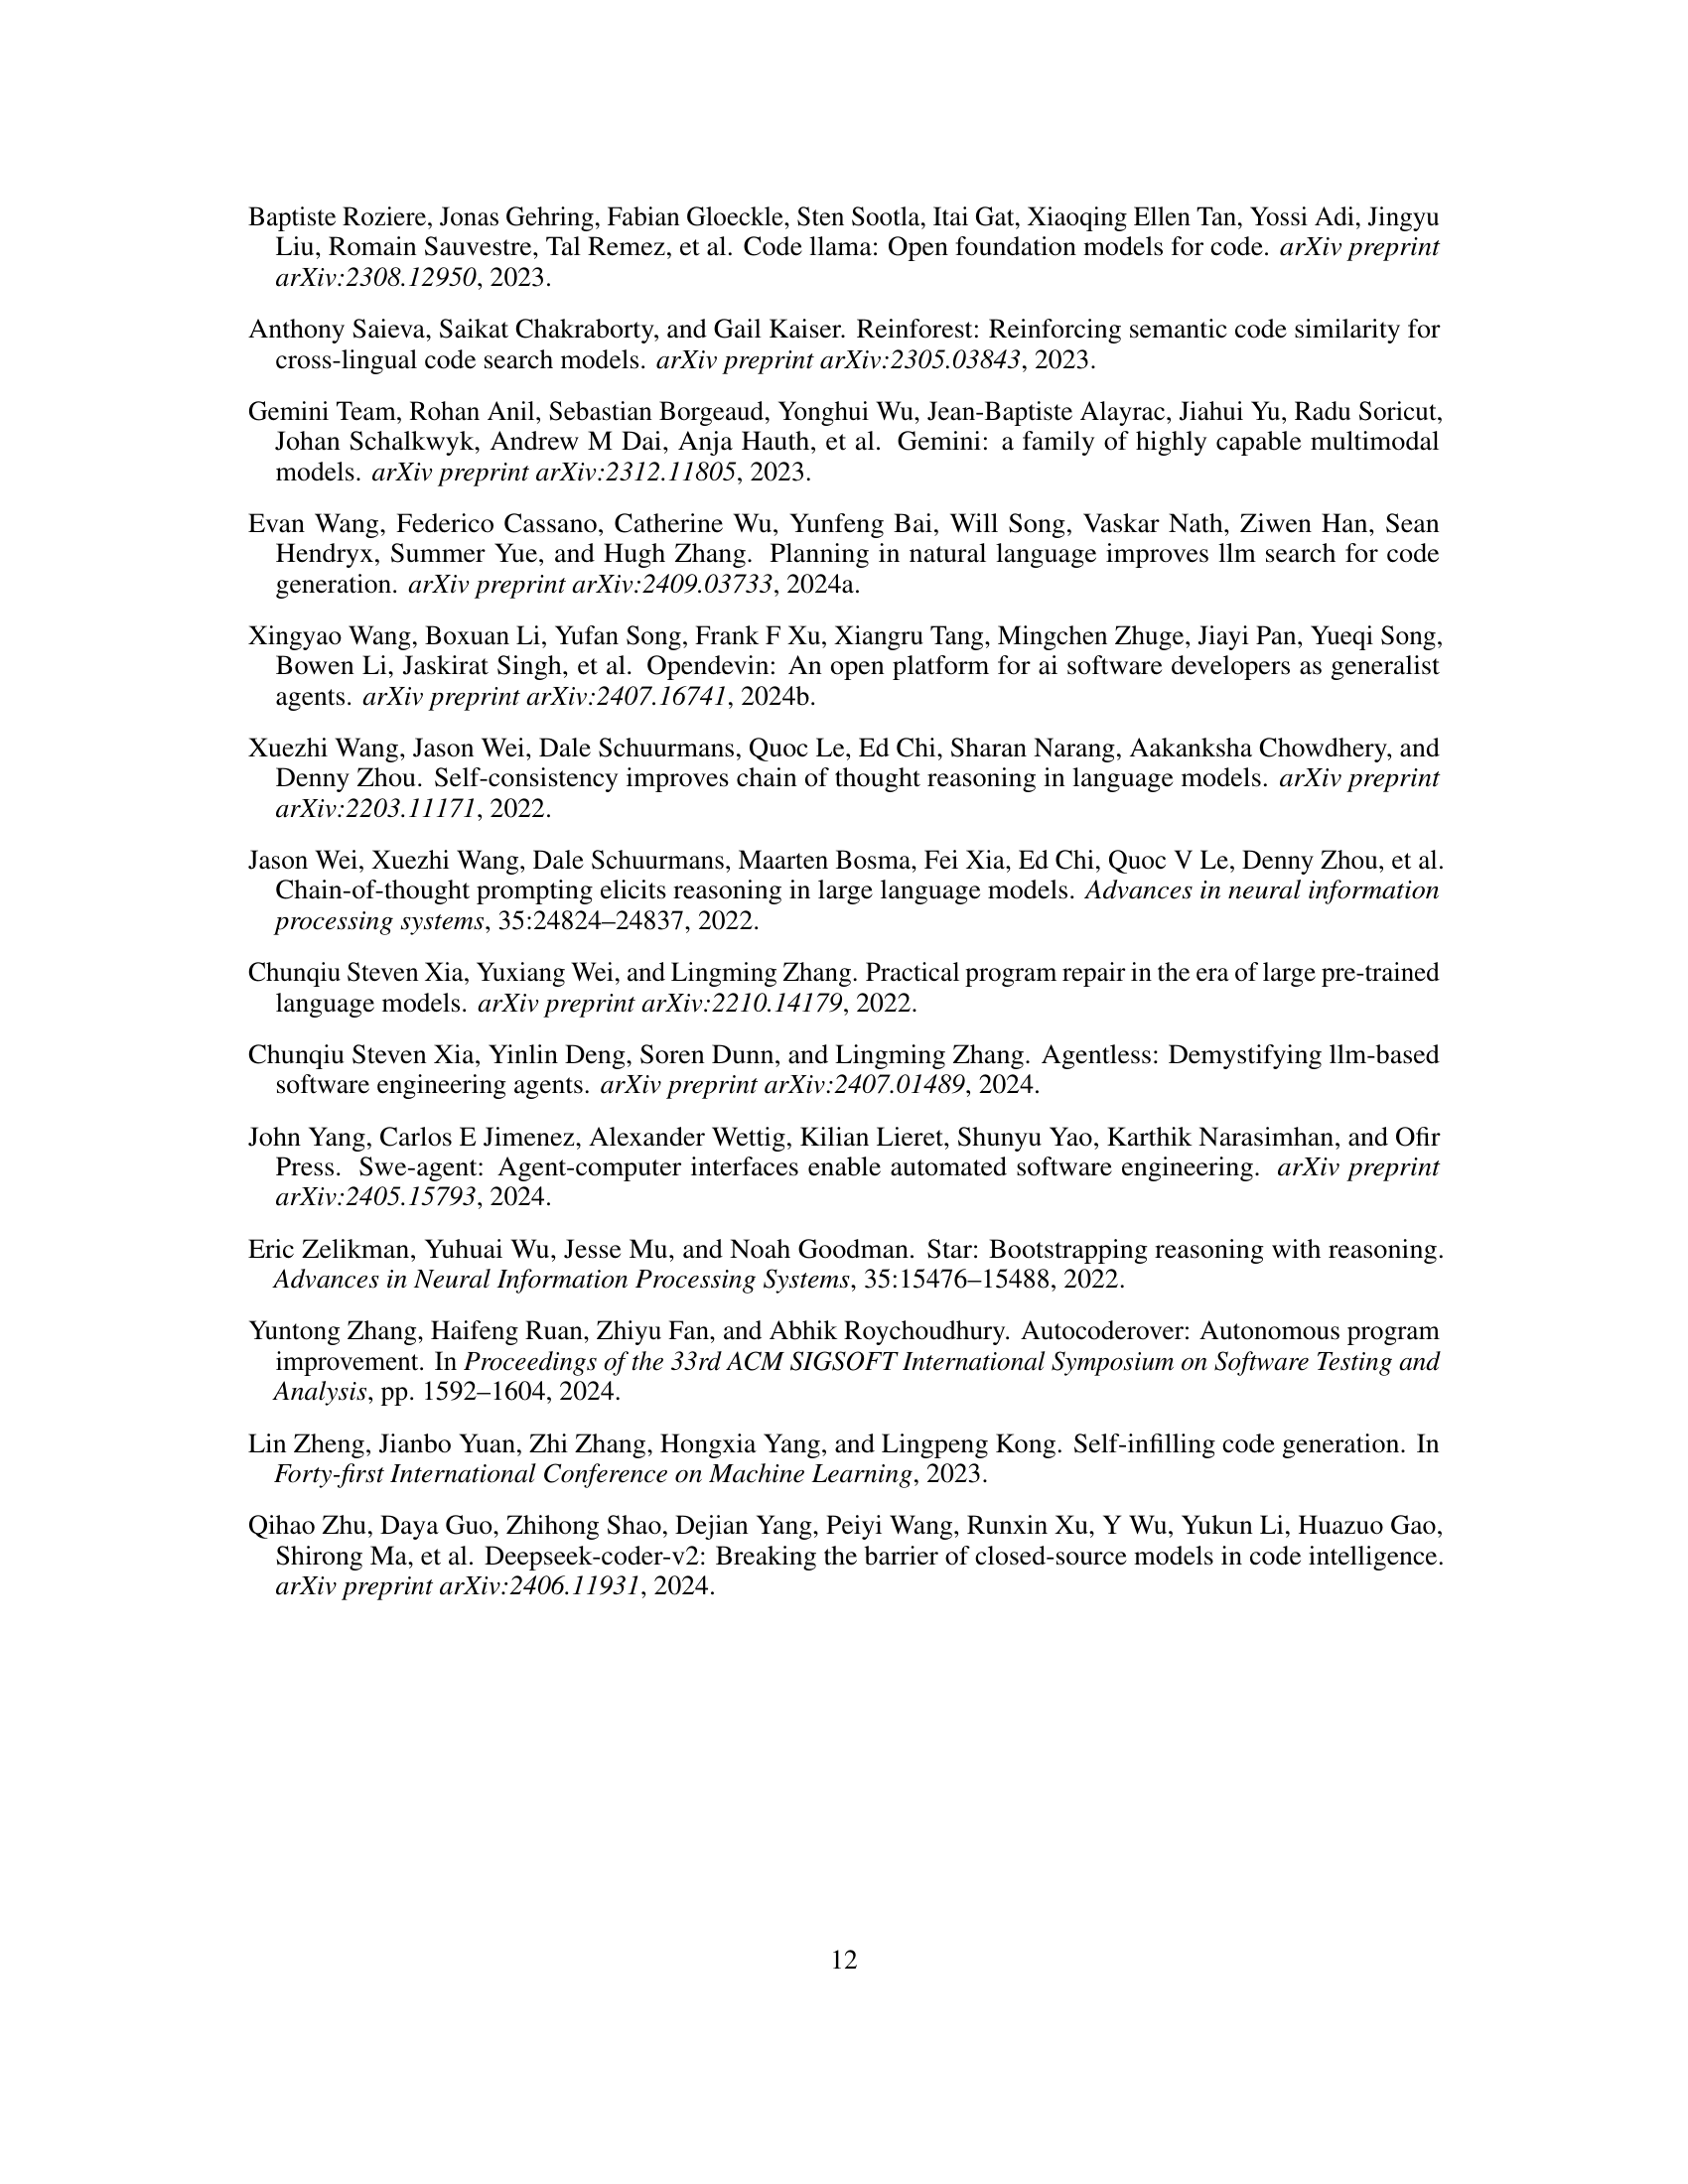 Baptiste Roziere, Jonas Gehring, Fabian Gloeckle, Sten Sootla, Itai Gat, Xiaoqing Ellen Tan, Yossi Adi, Jingyu
Liu, Romain Sauvestre, Tal Remez, et al. Code llama: Open foundation models for code. arXiv preprint
arXiv:2308.12950, 2023.
Anthony Saieva, Saikat Chakraborty, and Gail Kaiser. Reinforest: Reinforcing semantic code similarity for
cross-lingual code search models. arXiv preprint arXiv:2305.03843, 2023.
Gemini Team, Rohan Anil, Sebastian Borgeaud, Yonghui Wu, Jean-Baptiste Alayrac, Jiahui Yu, Radu Soricut,
Johan Schalkwyk, Andrew M Dai, Anja Hauth, et al. Gemini: a family of highly capable multimodal
models. arXiv preprint arXiv:2312.11805, 2023.
Evan Wang, Federico Cassano, Catherine Wu, Yunfeng Bai, Will Song, Vaskar Nath, Ziwen Han, Sean
Hendryx, Summer Yue, and Hugh Zhang. Planning in natural language improves llm search for code
generation. arXiv preprint arXiv:2409.03733, 2024a.
Xingyao Wang, Boxuan Li, Yufan Song, Frank F Xu, Xiangru Tang, Mingchen Zhuge, Jiayi Pan, Yueqi Song,
Bowen Li, Jaskirat Singh, et al. Opendevin: An open platform for ai software developers as generalist
agents. arXiv preprint arXiv:2407.16741, 2024b.
Xuezhi Wang, Jason Wei, Dale Schuurmans, Quoc Le, Ed Chi, Sharan Narang, Aakanksha Chowdhery, and
Denny Zhou. Self-consistency improves chain of thought reasoning in language models. arXiv preprint
arXiv:2203.11171, 2022.
Jason Wei, Xuezhi Wang, Dale Schuurmans, Maarten Bosma, Fei Xia, Ed Chi, Quoc V Le, Denny Zhou, et al.
Chain-of-thought prompting elicits reasoning in large language models. Advances in neural information
processing systems, 35:24824–24837, 2022.
Chunqiu Steven Xia, Yuxiang Wei, and Lingming Zhang. Practical program repair in the era of large pre-trained
language models. arXiv preprint arXiv:2210.14179, 2022.
Chunqiu Steven Xia, Yinlin Deng, Soren Dunn, and Lingming Zhang. Agentless: Demystifying llm-based
software engineering agents. arXiv preprint arXiv:2407.01489, 2024.
John Yang, Carlos E Jimenez, Alexander Wettig, Kilian Lieret, Shunyu Yao, Karthik Narasimhan, and Ofir
Press. Swe-agent: Agent-computer interfaces enable automated software engineering. arXiv preprint
arXiv:2405.15793, 2024.
Eric Zelikman, Yuhuai Wu, Jesse Mu, and Noah Goodman. Star: Bootstrapping reasoning with reasoning.
Advances in Neural Information Processing Systems, 35:15476–15488, 2022.
Yuntong Zhang, Haifeng Ruan, Zhiyu Fan, and Abhik Roychoudhury. Autocoderover: Autonomous program
improvement. In Proceedings of the 33rd ACM SIGSOFT International Symposium on Software Testing and
Analysis, pp. 1592–1604, 2024.
Lin Zheng, Jianbo Yuan, Zhi Zhang, Hongxia Yang, and Lingpeng Kong. Self-infilling code generation. In
Forty-first International Conference on Machine Learning, 2023.
Qihao Zhu, Daya Guo, Zhihong Shao, Dejian Yang, Peiyi Wang, Runxin Xu, Y Wu, Yukun Li, Huazuo Gao,
Shirong Ma, et al. Deepseek-coder-v2: Breaking the barrier of closed-source models in code intelligence.
arXiv preprint arXiv:2406.11931, 2024.
12